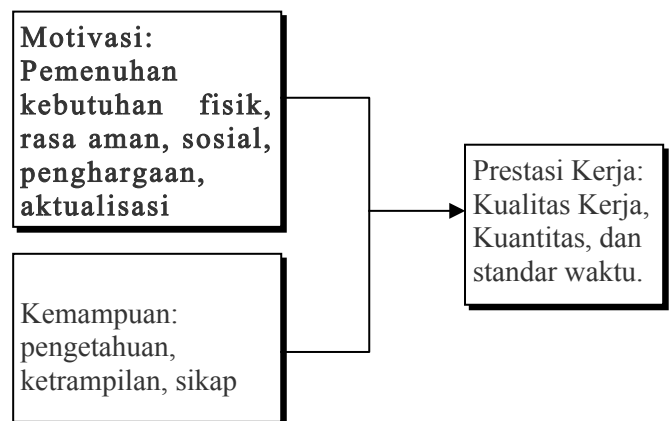 Motivasi:
Pemenuhan
kebutuhan fisik,
rasa aman, sosial,
penghargaan,
aktualisasi
Prestasi Kerja:
Kualitas Kerja,
Kuantitas, dan
standar waktu.
Kemampuan:
pengetahuan,
ketrampilan, sikap